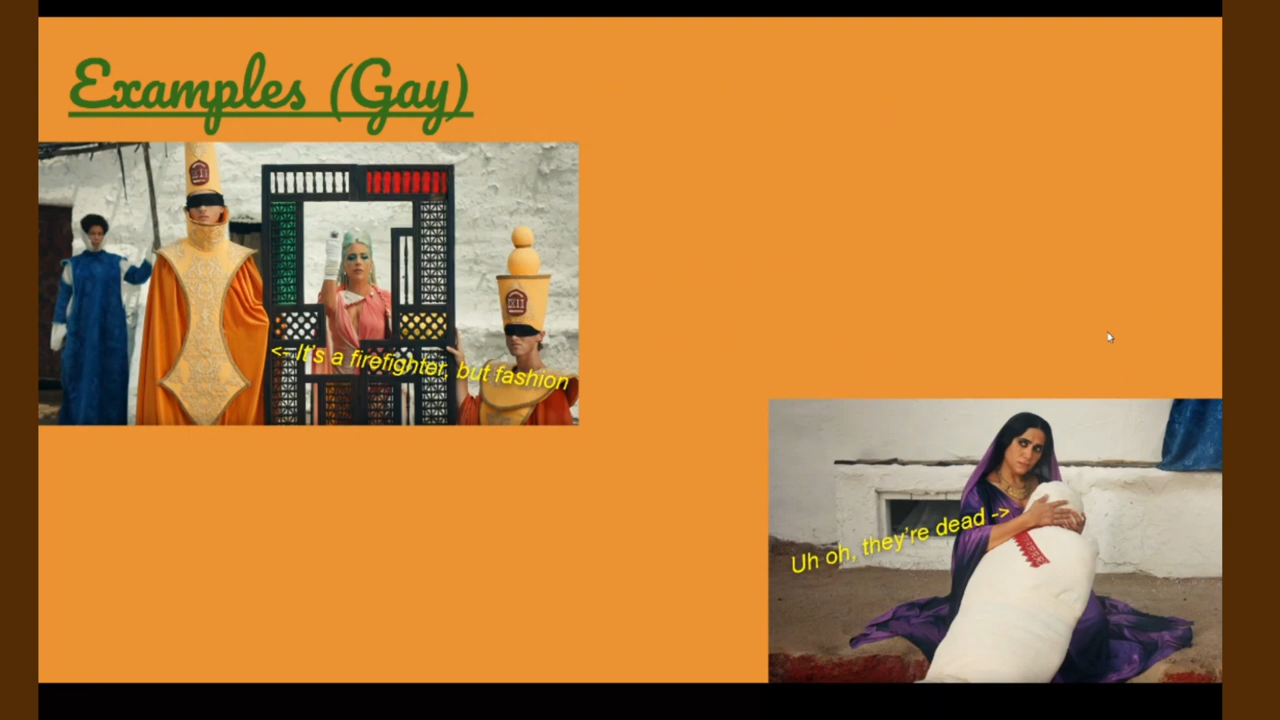 Examples (Gay)
<- It's a firefighter, but fashion
Uh oh, they're dead ->